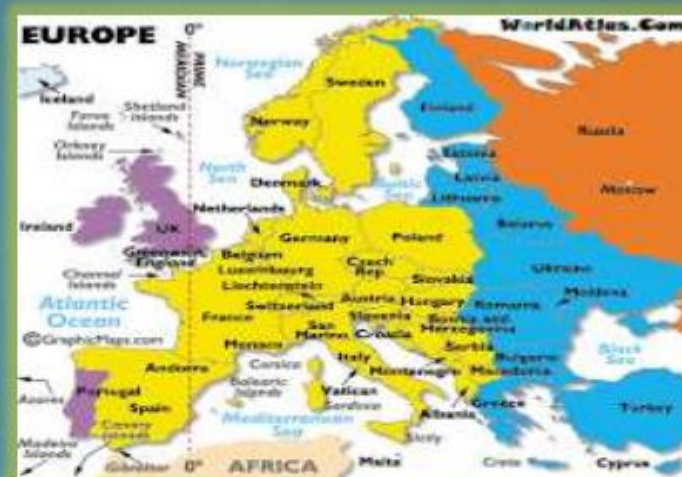 EUROPE
0°
WorldAtlas.Com
PRIME
MERIDIAN
Norwegian
Sea
Iceland
Faroe
Islands
Shetland
Islands
Orkney
Islands
Sweden
Finland
Norway
Russia
North
Sea
Estonia
Latvia
Lithuania
Baltic
Sea
Moscow
Denmark
Netherlands
Ireland
UK
Greenwich,
England
Germany
Poland
Belarus
Belgium
Luxembourg
Liechtenstein
Czech
Rep
Ukraine
Channel
Islands
Slovakia
Moldova
Atlantic
Ocean
©GraphicMaps.com
France
Switzerland
Austria
Hungary
Romania
Slovenia
Croatia
Bosnia and
Herzegovina
San
Marino
Monaco
Andorra
Corsica
Italy
Serbia
Bulgaria
Black
Sea
Montenegro
Macedonia
Azores
Portugal
Spain
Balearic
Islands
Vatican
Sardinia
Albania
Greece
Turkey
Canary
Islands
Mediterranean
Sea
Sicily
Madeira
Islands
Gibraltar
0°
AFRICA
Malta
Crete
Cyprus